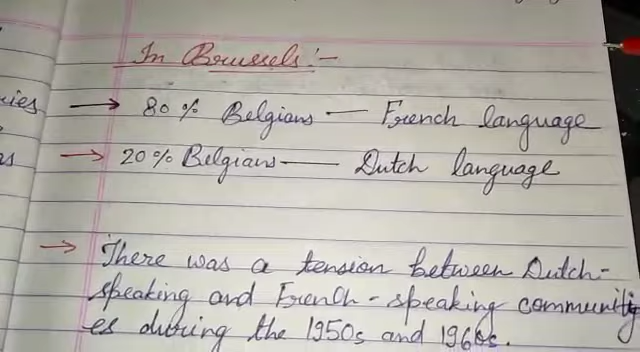 In Brussels :-
ies → 80 % Belgians — French language
s → 20% Belgians — Dutch language
→ There was a tension between Dutch-
speaking and French - speaking communiti
es during the 1950s and 1960s.